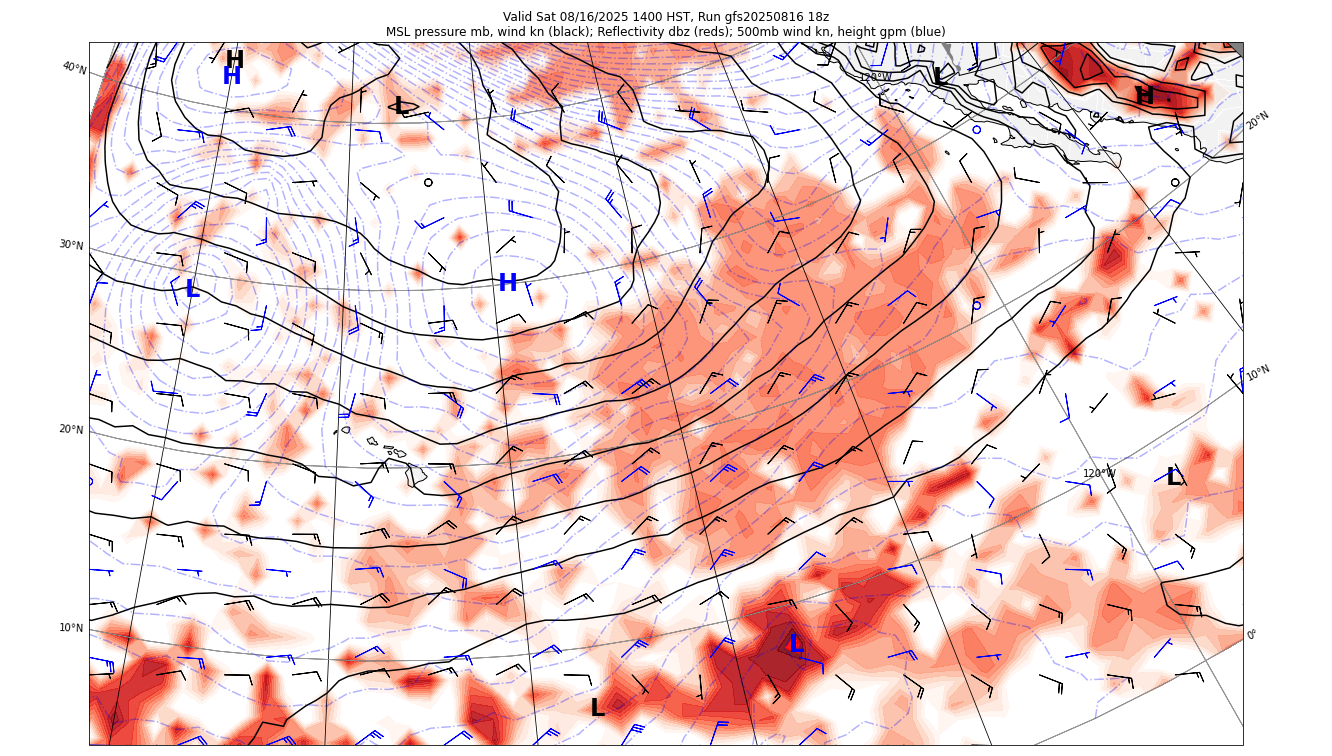 Valid Sat 08/16/2025 1400 HST, Run gfs20250816 18z
MSL pressure mb, wind kn (black); Reflectivity dbz (reds); 500mb wind kn, height gpm (blue)
H
H
L
L
H
40°N
120°W
20°N
30°N
L
H
10°N
20°N
120°W
L
10°N
0°
L
L